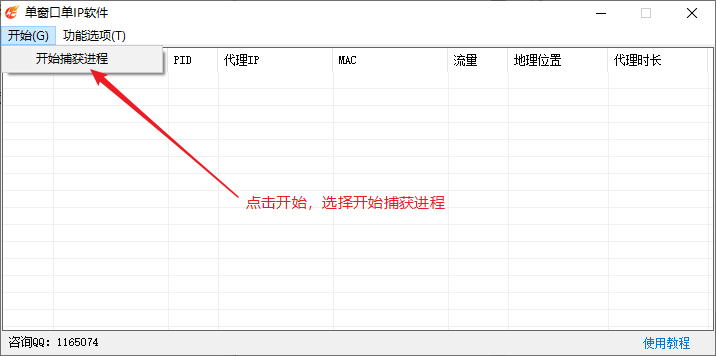 单窗口单IP软件
开始(G) 功能选项(T)
开始捕获进程
PID 代理IP MAC 流量 地理位置 代理时长
点击开始，选择开始捕获进程
咨询QQ：1165074 使用教程